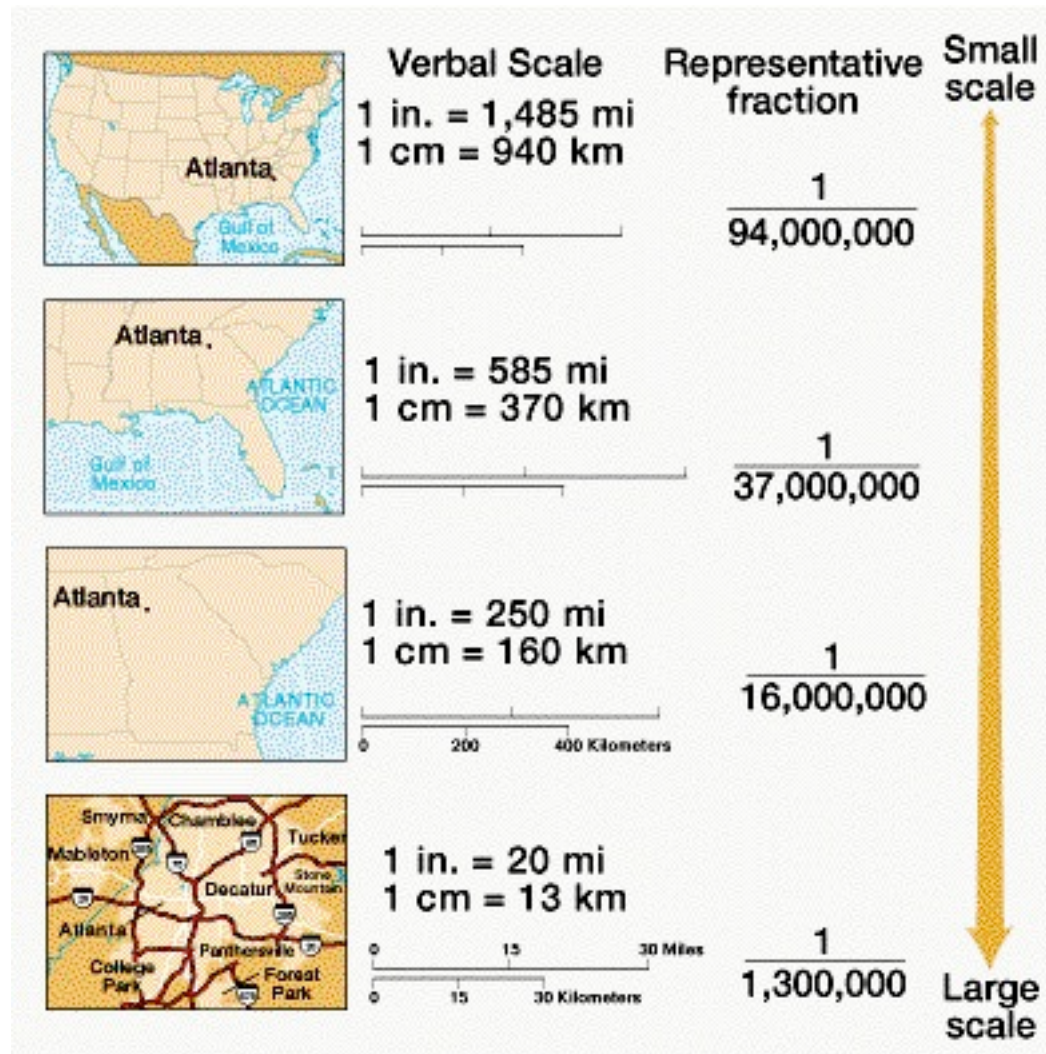 Verbal Scale
Representative fraction
Small scale
Atlanta
Gulf of
Mexico
1 in. = 1,485 mi
1 cm = 940 km
1
94,000,000
Atlanta
ATLANTIC
OCEAN
Gulf of
Mexico
1 in. = 585 mi
1 cm = 370 km
1
37,000,000
Atlanta
ATLANTIC
OCEAN
1 in. = 250 mi
1 cm = 160 km
0 200 400 Kilometers
1
16,000,000
Smyrna Chamblee
Tucker
Mableton
Stone
Mountain
Decatur
Atlanta
Panthersville
College
Park
Forest
Park
1 in. = 20 mi
1 cm = 13 km
0 15 30 Miles
0 15 30 Kilometers
1
1,300,000
Large
scale